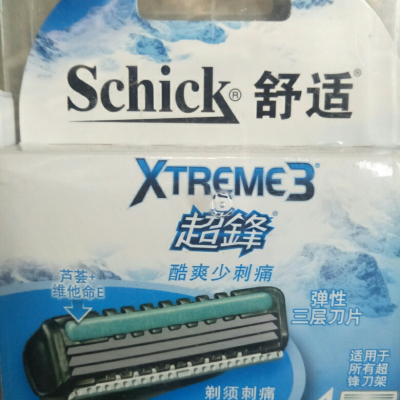 Schick® 舒适®
XTREME3®
超鋒®
酷爽少刺痛
芦荟+
维他命E
弹性
三层刀片
适用于
所有超
锋刀架
剃须刺痛